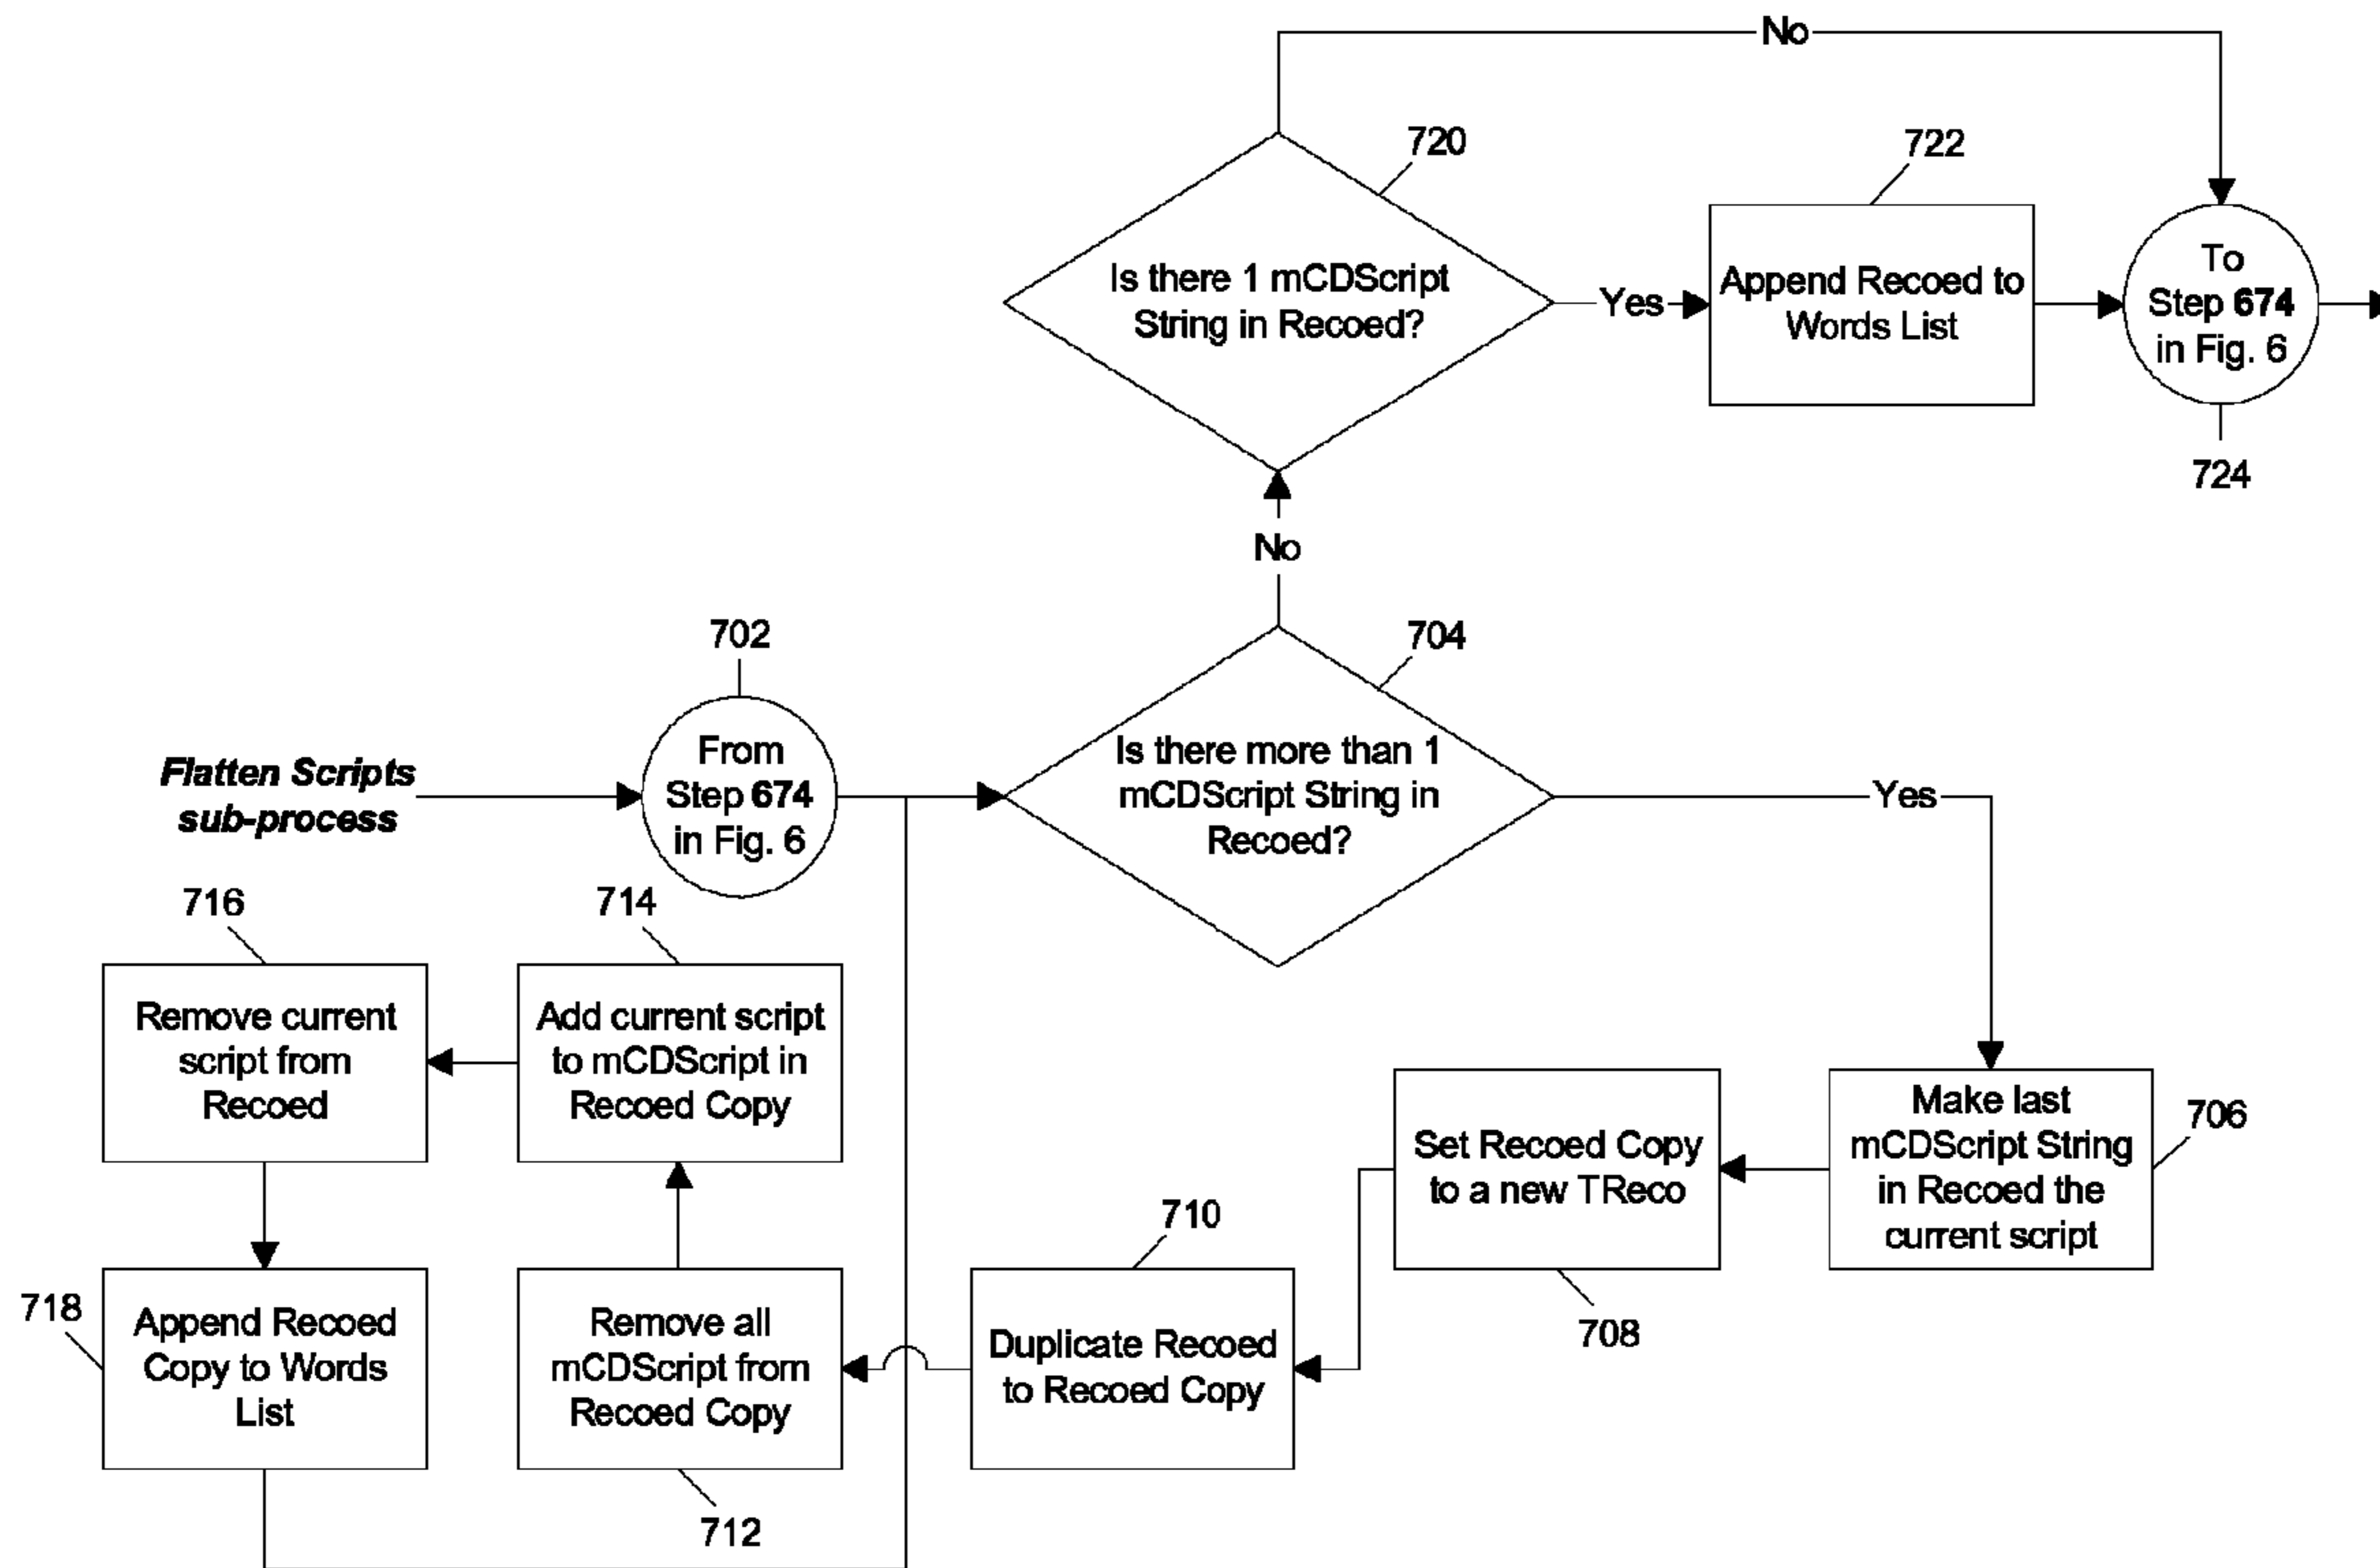 No
720
722
Is there 1 mCDScript
String in Recoed?
Yes
Append Recoed to
Words List
To
Step 674
in Fig. 6
724
No
702
704
Flatten Scripts
sub-process
From
Step 674
in Fig. 6
Is there more than 1
mCDScript String in
Recoed?
Yes
716
714
Remove current
script from
Recoed
Add current script
to mCDScript in
Recoed Copy
Set Recoed Copy
to a new TReco
Make last
mCDScript String
in Recoed the
current script
706
710
708
718
Append Recoed
Copy to Words
List
Remove all
mCDScript from
Recoed Copy
Duplicate Recoed
to Recoed Copy
712